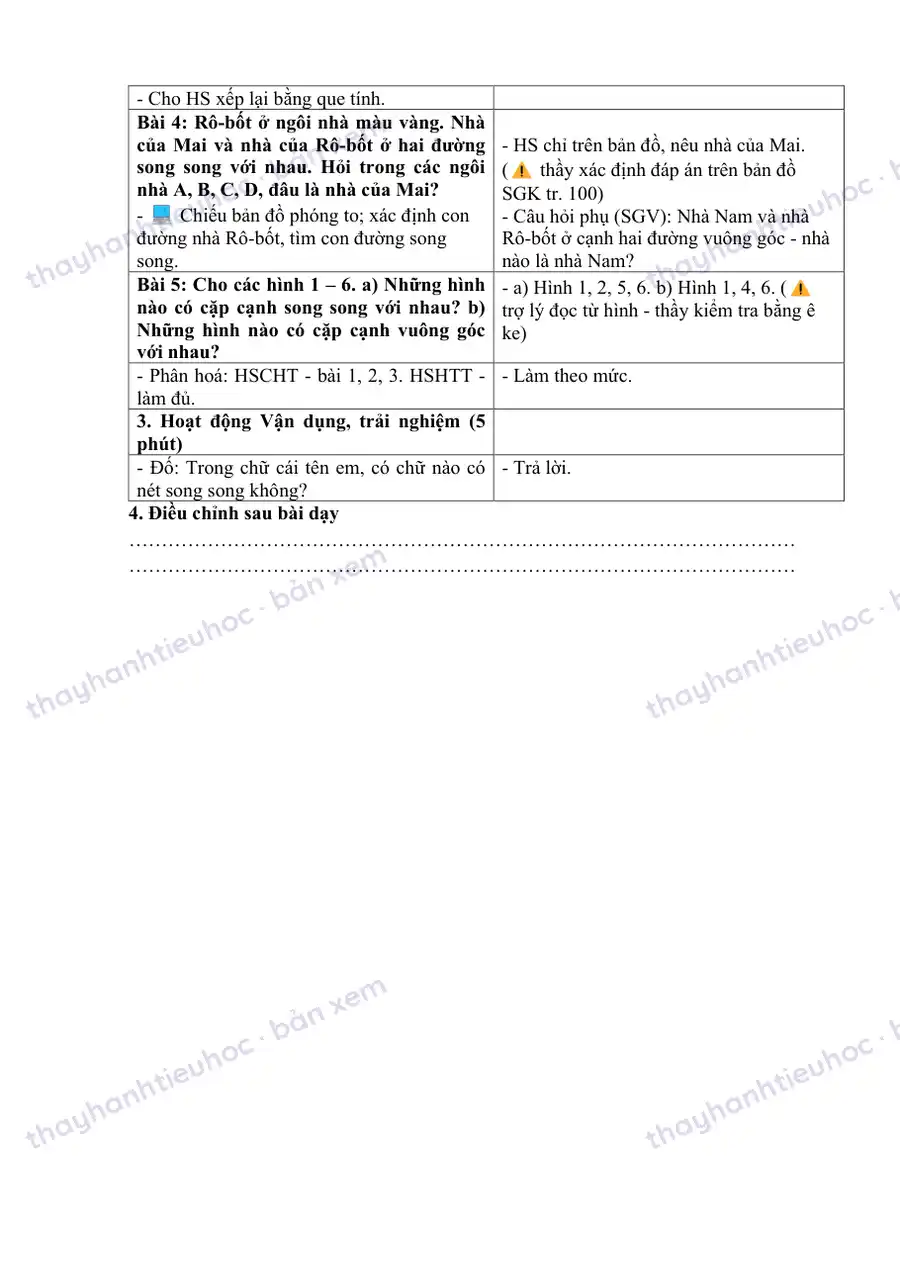 - Cho HS xếp lại bằng que tính.
Bài 4: Rô-bốt ở ngôi nhà màu vàng. Nhà
của Mai và nhà của Rô-bốt ở hai đường
song song với nhau. Hỏi trong các ngôi
nhà A, B, C, D, đâu là nhà của Mai?
- Chiếu bản đồ phóng to; xác định con
đường nhà Rô-bốt, tìm con đường song
song.
- HS chỉ trên bản đồ, nêu nhà của Mai.
( ⚠ thầy xác định đáp án trên bản đồ
SGK tr. 100)
- Câu hỏi phụ (SGV): Nhà Nam và nhà
Rô-bốt ở cạnh hai đường vuông góc - nhà
nào là nhà Nam?
Bài 5: Cho các hình 1 – 6. a) Những hình
nào có cặp cạnh song song với nhau? b)
Những hình nào có cặp cạnh vuông góc
với nhau?
- a) Hình 1, 2, 5, 6. b) Hình 1, 4, 6. ( ⚠
trợ lý đọc từ hình - thầy kiểm tra bằng ê
ke)
- Phân hoá: HSCHT - bài 1, 2, 3. HSHTT -
làm đủ.
- Làm theo mức.
3. Hoạt động Vận dụng, trải nghiệm (5
phút)
- Đố: Trong chữ cái tên em, có chữ nào có
nét song song không?
- Trả lời.
4. Điều chỉnh sau bài dạy
……………………………………………………………………………………
……………………………………………………………………………………
thayhanhtieuhoc · bản xem
thayhanhtieuhoc · b
thayhanhtieuhoc · bản xem
thayhanhtieuhoc · b
thayhanhtieuhoc · bản xem
thayhanhtieuhoc · b